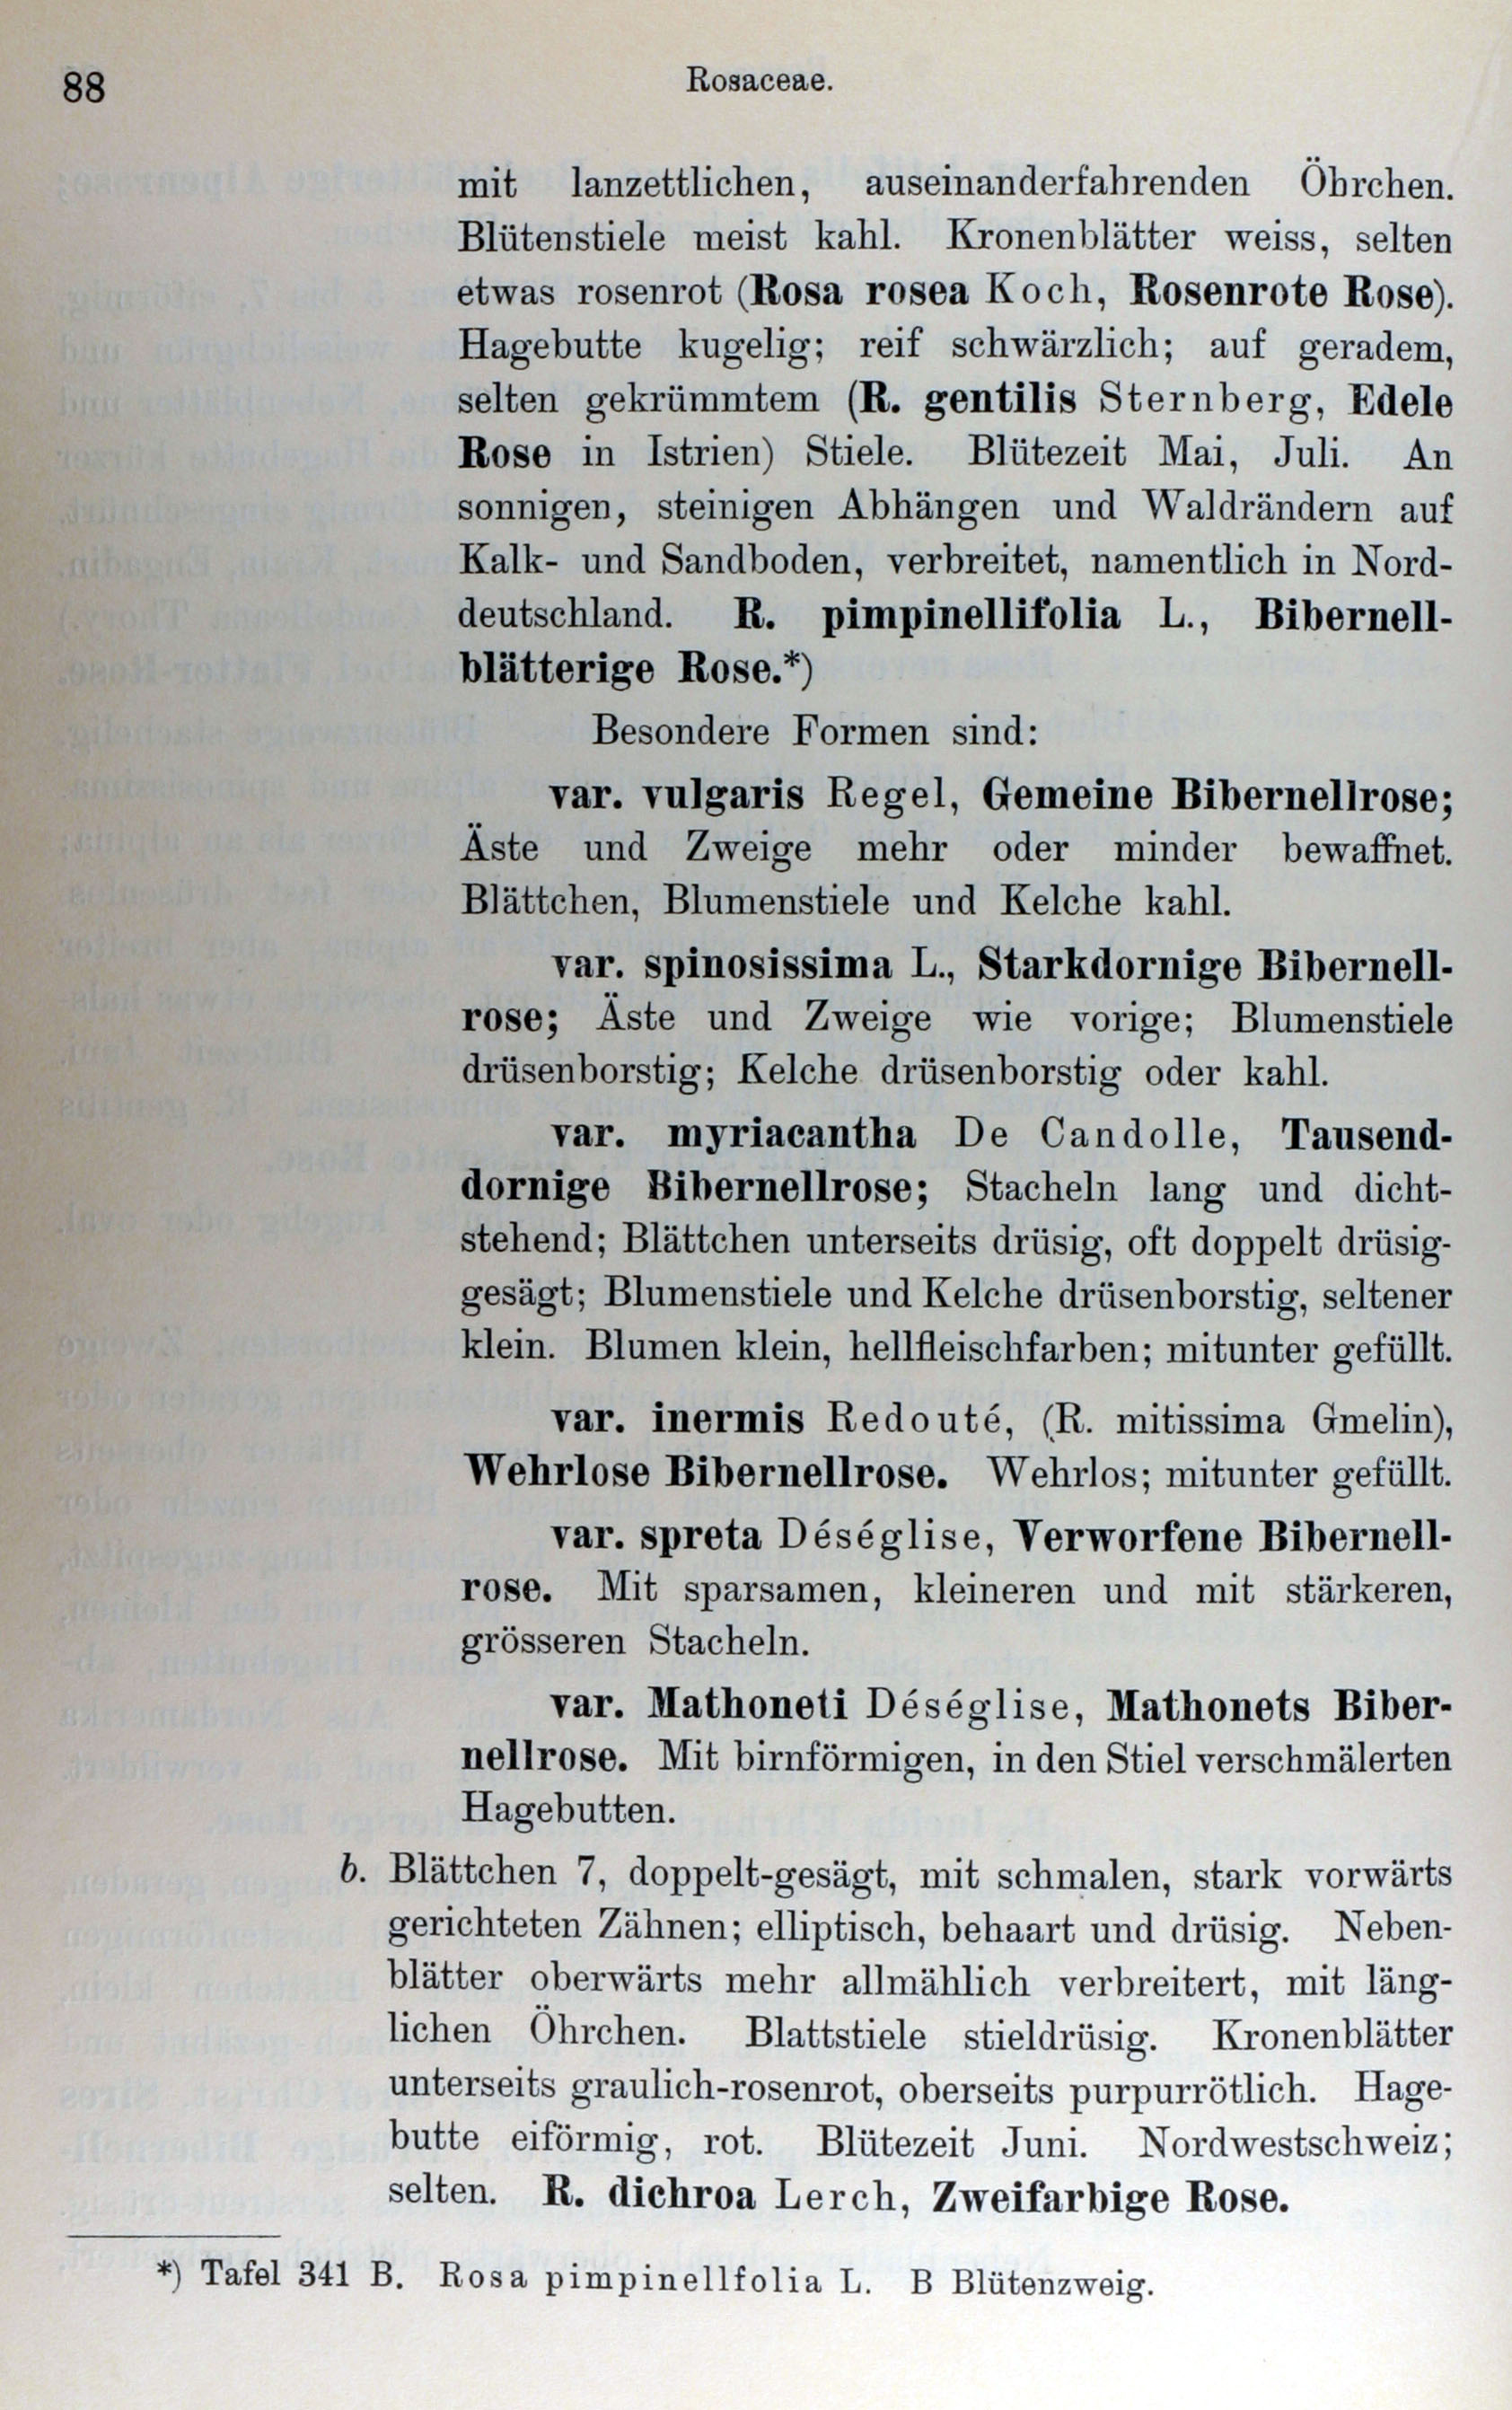 88
Rosaceae.
mit lanzettlichen, auseinanderfahrenden Öhrchen.
Blütenstiele meist kahl. Kronenblätter weiss, selten
etwas rosenrot (Rosa rosea Koch, Rosenrote Rose).
Hagebutte kugelig; reif schwärzlich; auf geradem,
selten gekrümmtem (R. gentilis Sternberg, Edele
Rose in Istrien) Stiele. Blütezeit Mai, Juli. An
sonnigen, steinigen Abhängen und Waldrändern auf
Kalk- und Sandboden, verbreitet, namentlich in Nord-
deutschland. R. pimpinellifolia L., Bibernell-
blätterige Rose.*)
Besondere Formen sind:
var. vulgaris Regel, Gemeine Bibernellrose;
Äste und Zweige mehr oder minder bewaffnet.
Blättchen, Blumenstiele und Kelche kahl.
var. spinosissima L., Starkdornige Bibernell-
rose; Äste und Zweige wie vorige; Blumenstiele
drüsenborstig; Kelche drüsenborstig oder kahl.
var. myriacantha De Candolle, Tausend-
dornige Bibernellrose; Stacheln lang und dicht-
stehend; Blättchen unterseits drüsig, oft doppelt drüsig-
gesägt; Blumenstiele und Kelche drüsenborstig, seltener
klein. Blumen klein, hellfleischfarben; mitunter gefüllt.
var. inermis Redouté, (R. mitissima Gmelin),
Wehrlose Bibernellrose. Wehrlos; mitunter gefüllt.
var. spreta Déséglise, Verworfene Bibernell-
rose. Mit sparsamen, kleineren und mit stärkeren,
grösseren Stacheln.
var. Mathoneti Déséglise, Mathonets Biber-
nellrose. Mit birnförmigen, in den Stiel verschmälerten
Hagebutten.
b. Blättchen 7, doppelt-gesägt, mit schmalen, stark vorwärts
gerichteten Zähnen; elliptisch, behaart und drüsig. Neben-
blätter oberwärts mehr allmählich verbreitert, mit läng-
lichen Öhrchen. Blattstiele stieldrüsig. Kronenblätter
unterseits graulich-rosenrot, oberseits purpurrötlich. Hage-
butte eiförmig, rot. Blütezeit Juni. Nordwestschweiz;
selten. R. dichroa Lerch, Zweifarbige Rose.
*) Tafel 341 B. Rosa pimpinellfolia L. B Blütenzweig.